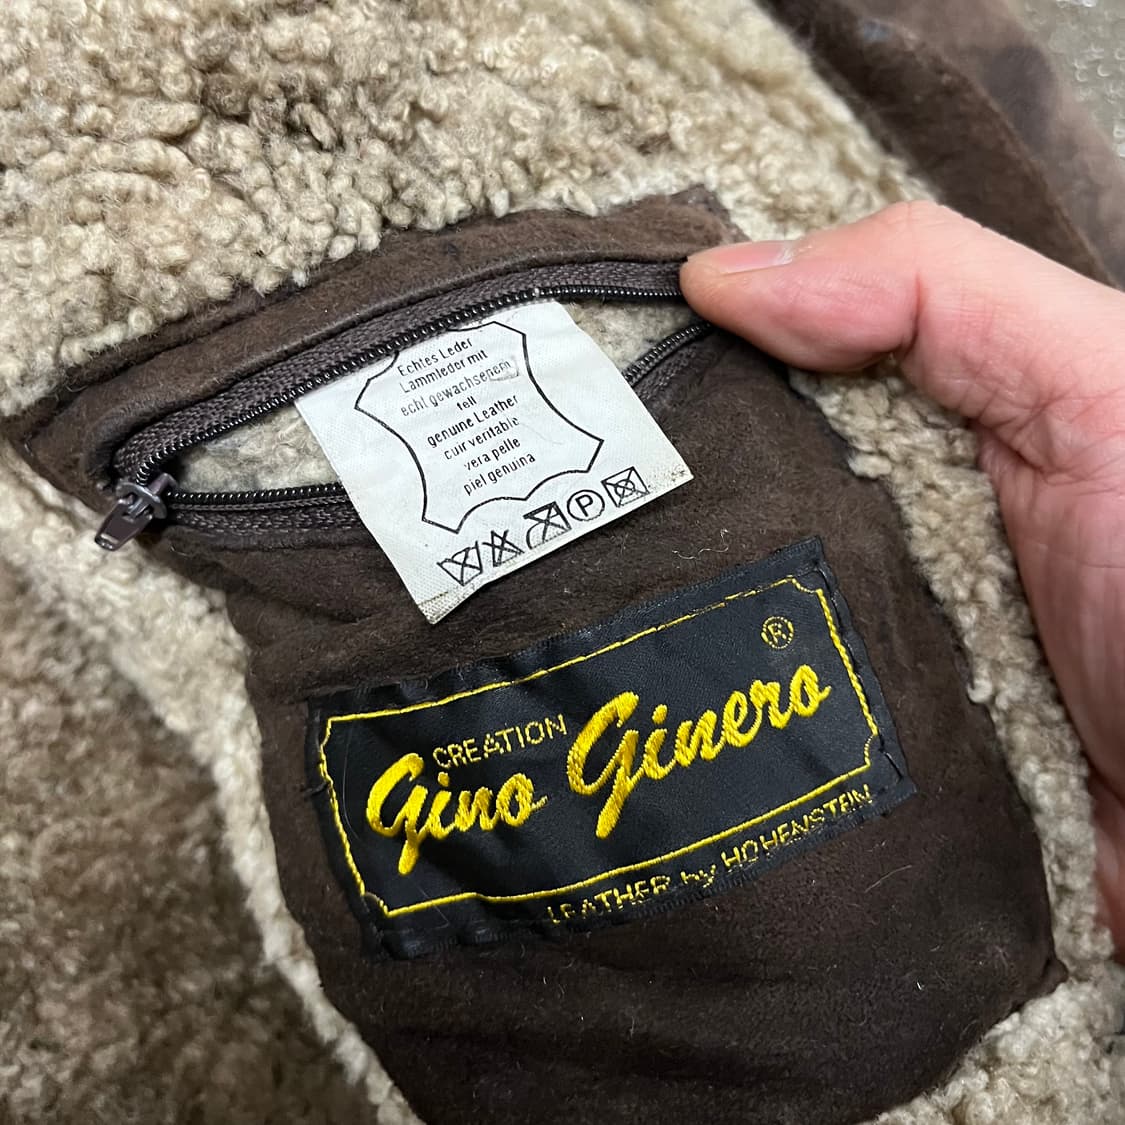 Echtes Leder
Lammleder mit
echt gewachsenem
fell
genuine Leather
cuir veritable
vera pelle
piel genuina
P
®
CREATION
Gino Ginero
LEATHER by HOHENSTEIN